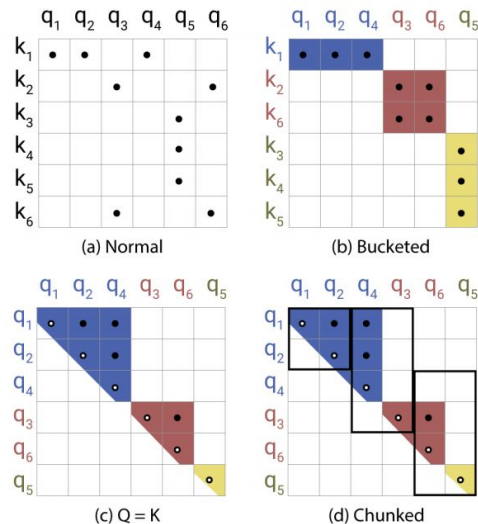 q1 q2 q3 q4 q5 q6
k1
k2
k3
k4
k5
k6
(a) Normal
q1 q2 q4 q3 q6 q5
k1
k2
k6
k3
k4
k5
(b) Bucketed
q1 q2 q4 q3 q6 q5
q1
q2
q4
q3
q6
q5
(c) Q = K
q1 q2 q4 q3 q6 q5
q1
q2
q4
q3
q6
q5
(d) Chunked